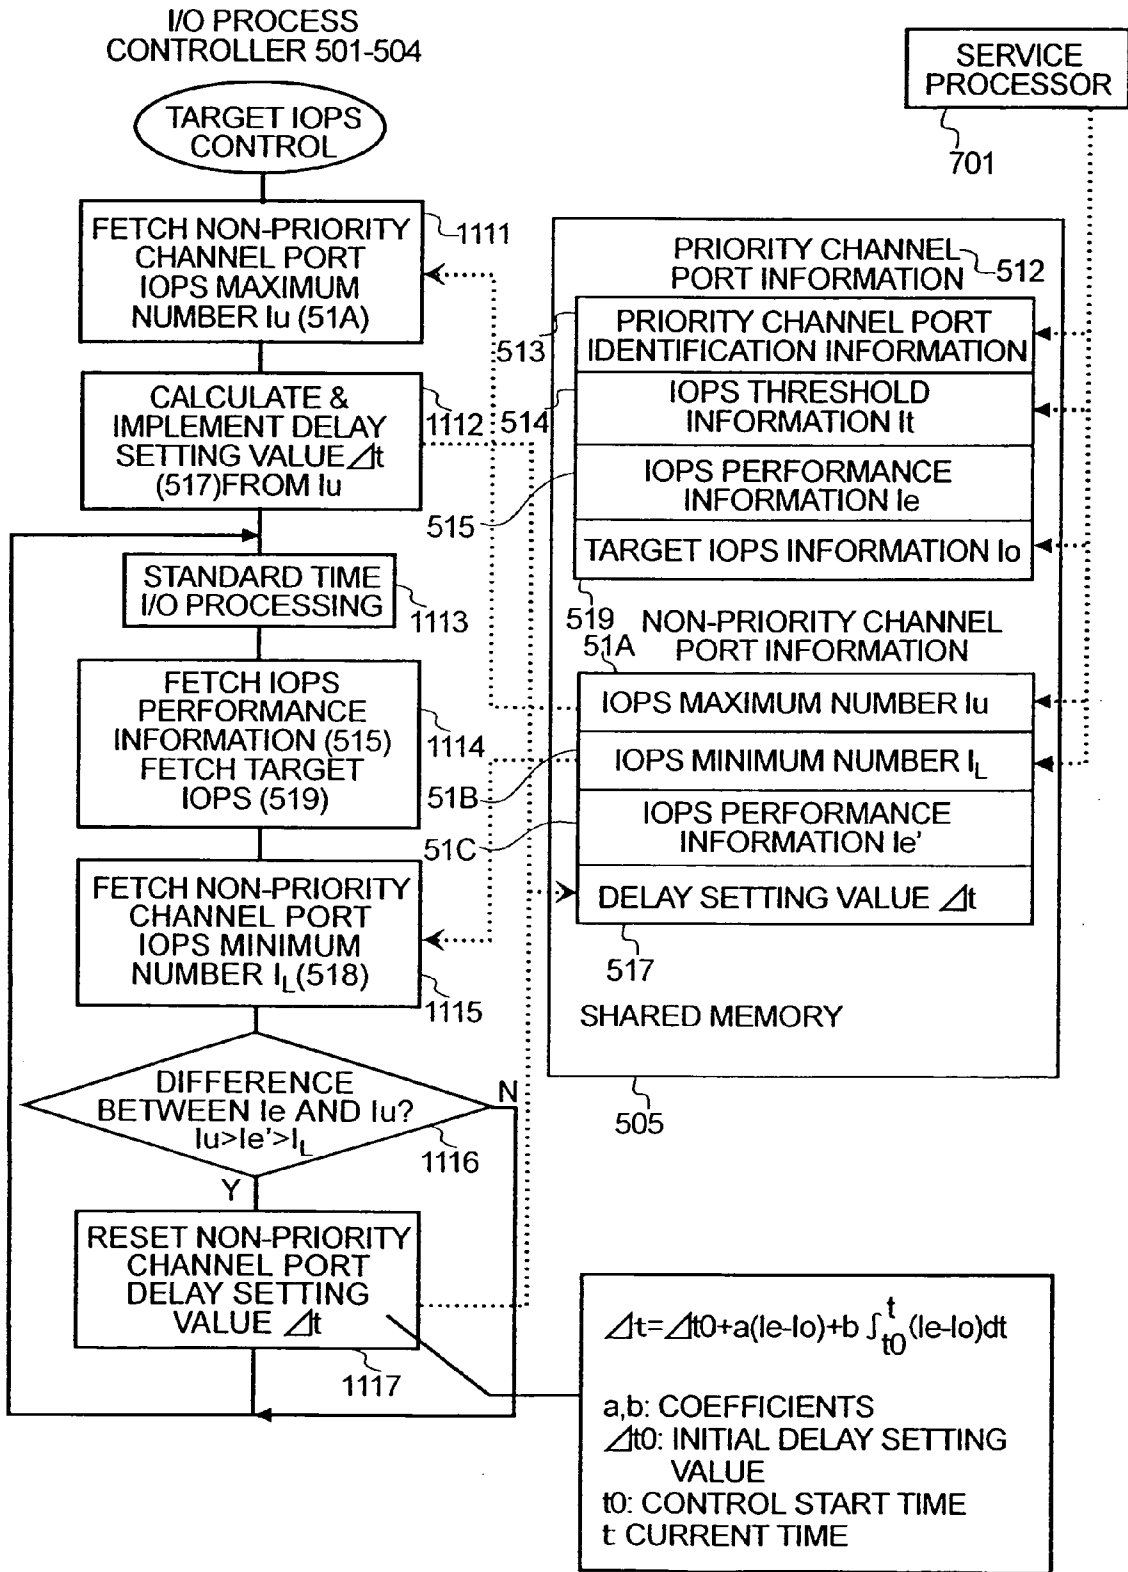 I/O PROCESS
CONTROLLER 501-504
TARGET IOPS
CONTROL
FETCH NON-PRIORITY
CHANNEL PORT
IOPS MAXIMUM
NUMBER Iu (51A)
1111
CALCULATE &
IMPLEMENT DELAY
SETTING VALUE ⊿t
(517)FROM Iu
1112
STANDARD TIME
I/O PROCESSING
1113
FETCH IOPS
PERFORMANCE
INFORMATION (515)
FETCH TARGET
IOPS (519)
1114
FETCH NON-PRIORITY
CHANNEL PORT
IOPS MINIMUM
NUMBER I_L(518)
1115
DIFFERENCE
BETWEEN Ie AND Iu?
Iu>Ie'>I_L
N
1116
Y
RESET NON-PRIORITY
CHANNEL PORT
DELAY SETTING
VALUE ⊿t
1117
SERVICE
PROCESSOR
701
PRIORITY CHANNEL
PORT INFORMATION
512
513
PRIORITY CHANNEL PORT
IDENTIFICATION INFORMATION
514
IOPS THRESHOLD
INFORMATION It
515
IOPS PERFORMANCE
INFORMATION Ie
TARGET IOPS INFORMATION Io
519
NON-PRIORITY CHANNEL
PORT INFORMATION
51A
IOPS MAXIMUM NUMBER Iu
IOPS MINIMUM NUMBER I_L
51B
IOPS PERFORMANCE
INFORMATION Ie'
51C
DELAY SETTING VALUE ⊿t
517
SHARED MEMORY
505
⊿t=⊿t0+a(Ie-Io)+b ∫_t0^t (Ie-Io)dt
a,b: COEFFICIENTS
⊿t0: INITIAL DELAY SETTING
VALUE
t0: CONTROL START TIME
t: CURRENT TIME